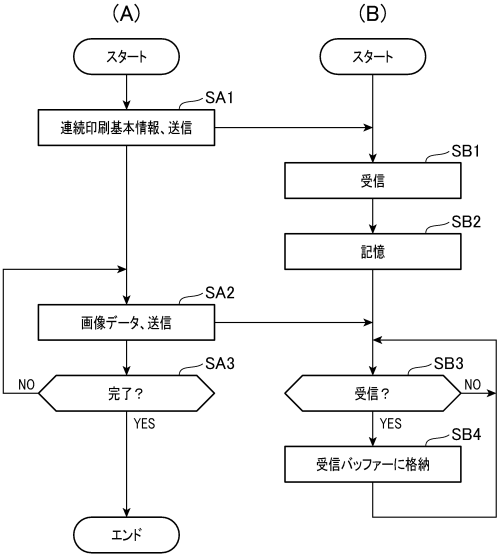 (A)
スタート
SA1
連続印刷基本情報、送信
SA2
画像データ、送信
SA3
完了？
NO
YES
エンド
(B)
スタート
SB1
受信
SB2
記憶
SB3
受信？
NO
YES
SB4
受信バッファーに格納